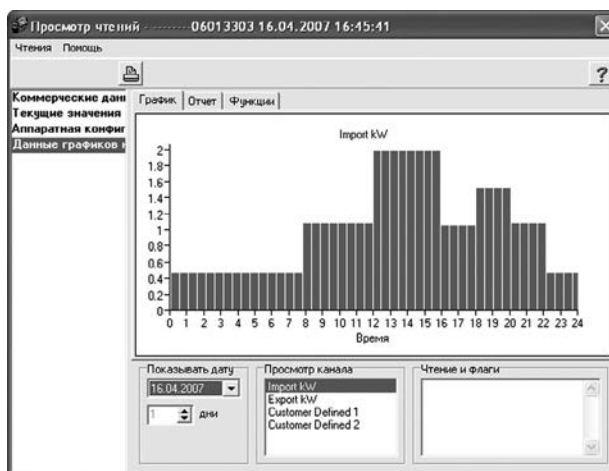 Просмотр чтений - -------- 06013303 16.04.2007 16:45:41
Чтения Помощь
Коммерческие данн
Текущие значения
Аппаратная конфиг
Данные графиков н
График Отчет Функции
Import kW
2
1.8
1.6
1.4
1.2
1
0.8
0.6
0.4
0.2
0
0 1 2 3 4 5 6 7 8 9 10 11 12 13 14 15 16 17 18 19 20 21 22 23 24
Время
Показывать дату
16.04.2007
1 дни
Просмотр канала
Import kW
Export kW
Customer Defined 1
Customer Defined 2
Чтение и флаги